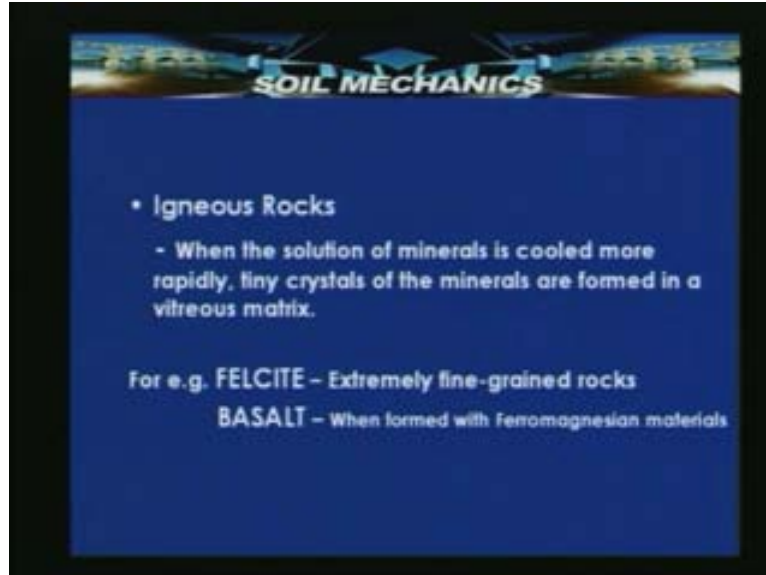 SOIL MECHANICS
• Igneous Rocks
- When the solution of minerals is cooled more
rapidly, tiny crystals of the minerals are formed in a
vitreous matrix.
For e.g. FELCITE – Extremely fine-grained rocks
BASALT – When formed with Ferromagnesian materials